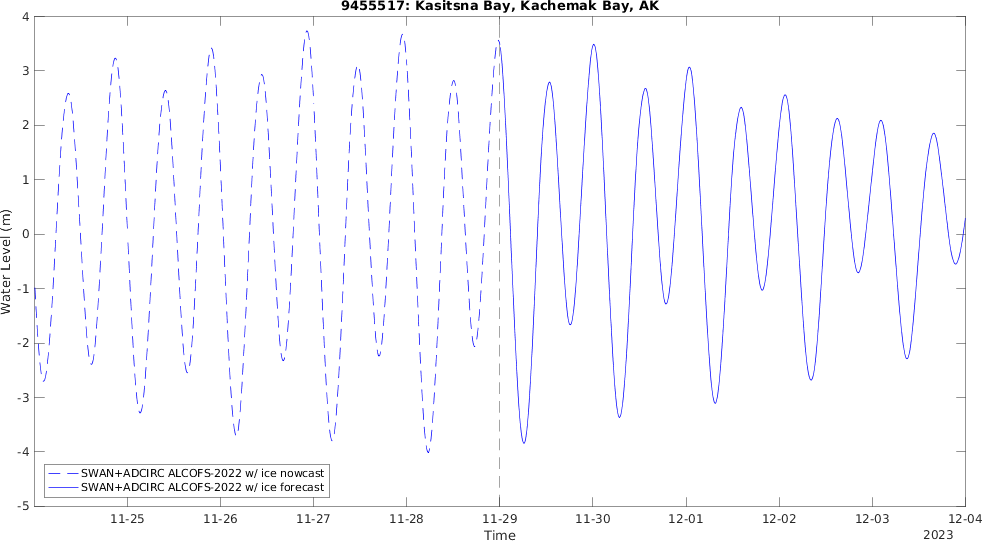 9455517: Kasitsna Bay, Kachemak Bay, AK
Water Level (m)
4
3
2
1
0
-1
-2
-3
-4
-5
SWAN+ADCIRC ALCOFS-2022 w/ ice nowcast
SWAN+ADCIRC ALCOFS-2022 w/ ice forecast
11-25 11-26 11-27 11-28 11-29 11-30 12-01 12-02 12-03 12-04
Time
2023